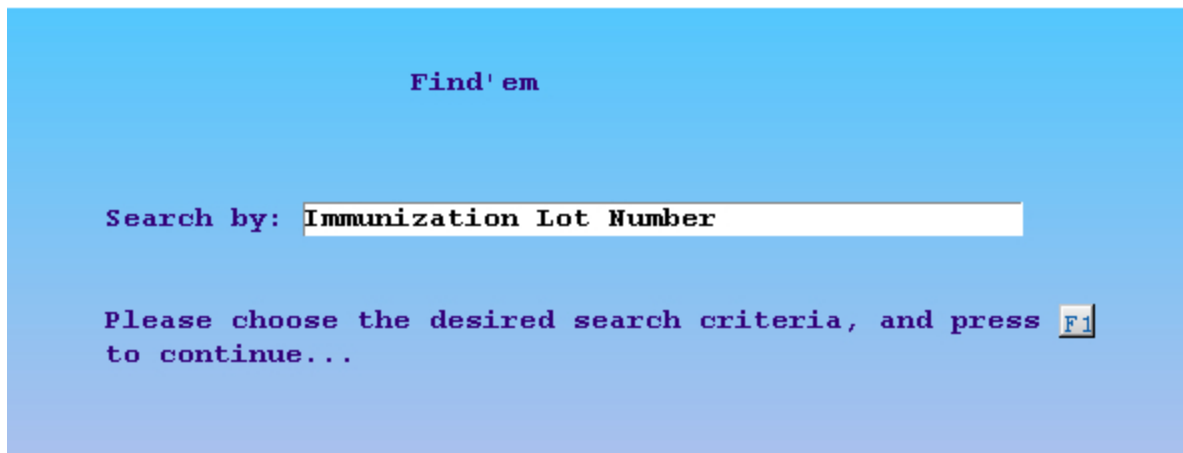 Find'em
Search by: Immunization Lot Number
Please choose the desired search criteria, and press F1
to continue...